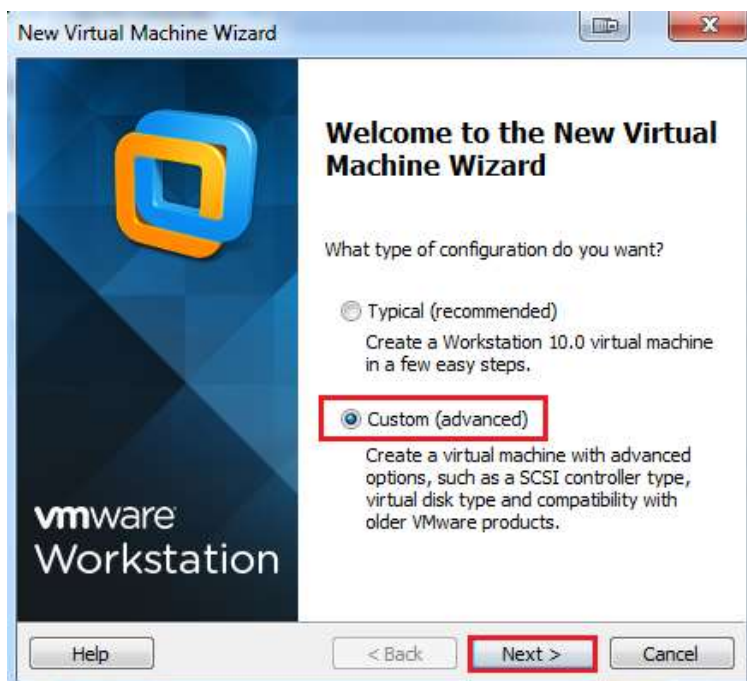 New Virtual Machine Wizard
Welcome to the New Virtual
Machine Wizard
What type of configuration do you want?
Typical (recommended)
Create a Workstation 10.0 virtual machine
in a few easy steps.
Custom (advanced)
Create a virtual machine with advanced
options, such as a SCSI controller type,
virtual disk type and compatibility with
older VMware products.
vmware
Workstation
Help
< Back
Next >
Cancel